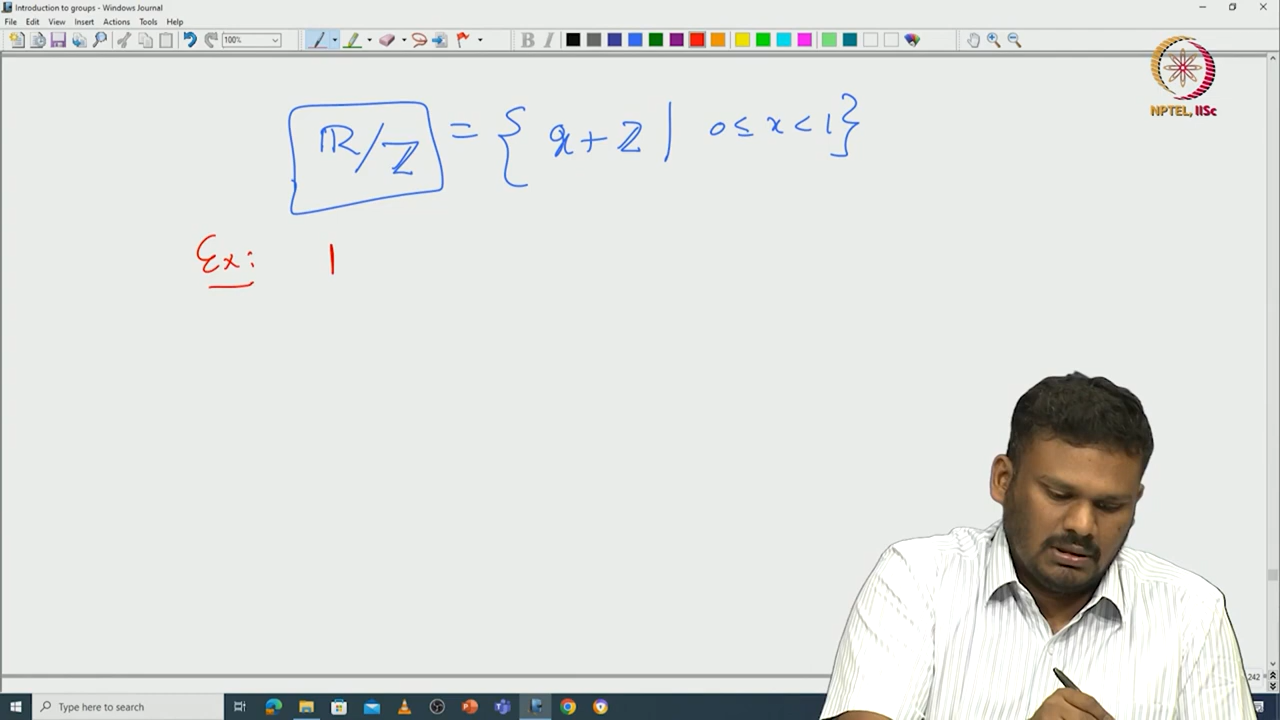 Introduction to groups - Windows Journal
File Edit View Insert Actions Tools Help
100%
B I
NPTEL, IISc
ℝ/ℤ = { x + ℤ | 0 ≤ x < 1 }
Ex: |
242
Type here to search